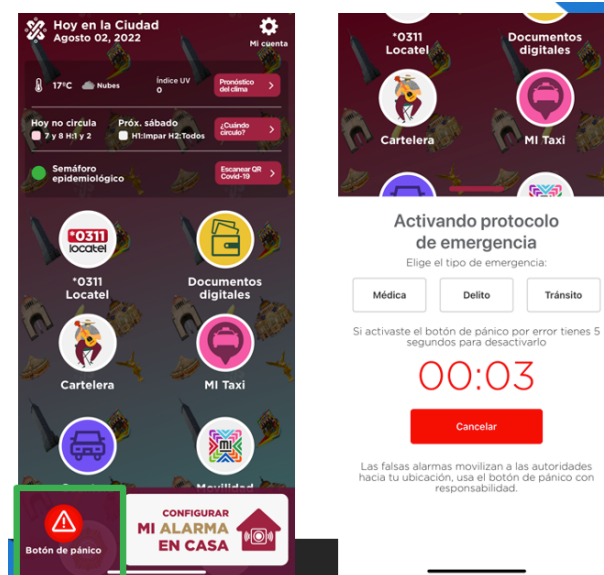 Hoy en la Ciudad
Agosto 02, 2022
Mi cuenta
17ºC
Nubes
Índice UV
0
Pronóstico
del clima
Hoy no circula
7 y 8 H:1 y 2
Próx. sábado
H1:Impar H2:Todos
¿Cuándo
circulo?
Semáforo
epidemiológico
Escanear QR
Covid-19
*0311
locatel
*0311
Locatel
Documentos
digitales
Cartelera
MI Taxi
mi
Movilidad
Botón de pánico
CONFIGURAR
MI ALARMA
EN CASA
*0311
Locatel
Documentos
digitales
Cartelera
MI Taxi
Activando protocolo
de emergencia
Elige el tipo de emergencia:
Médica
Delito
Tránsito
Si activaste el botón de pánico por error tienes 5
segundos para desactivarlo
00:03
Cancelar
Las falsas alarmas movilizan a las autoridades
hacia tu ubicación, usa el botón de pánico con
responsabilidad.